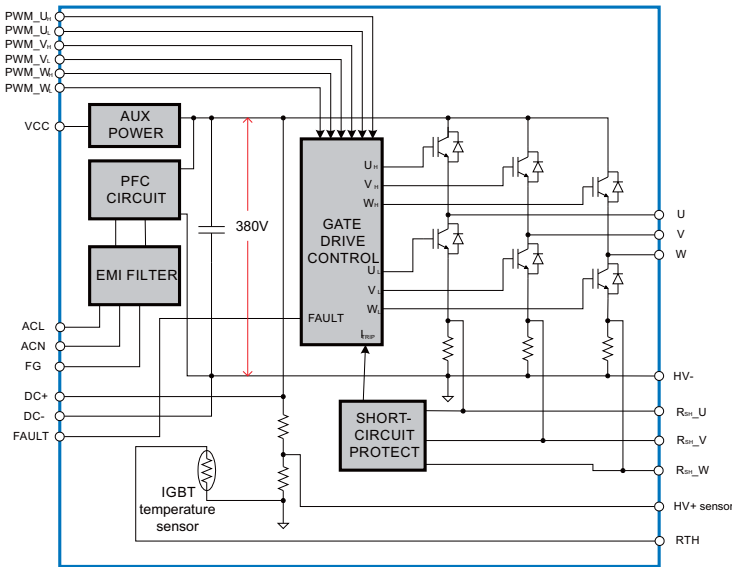 PWM_UH
PWM_UL
PWM_VH
PWM_VL
PWM_WH
PWM_WL
VCC
AUX
POWER
PFC
CIRCUIT
EMI FILTER
380V
UH
VH
WH
GATE
DRIVE
CONTROL
UL
VL
WL
FAULT
ITRIP
U
V
W
ACL
ACN
FG
DC+
DC-
FAULT
HV-
SHORT-
CIRCUIT
PROTECT
RSH_U
RSH_V
RSH_W
IGBT
temperature
sensor
HV+ sensor
RTH